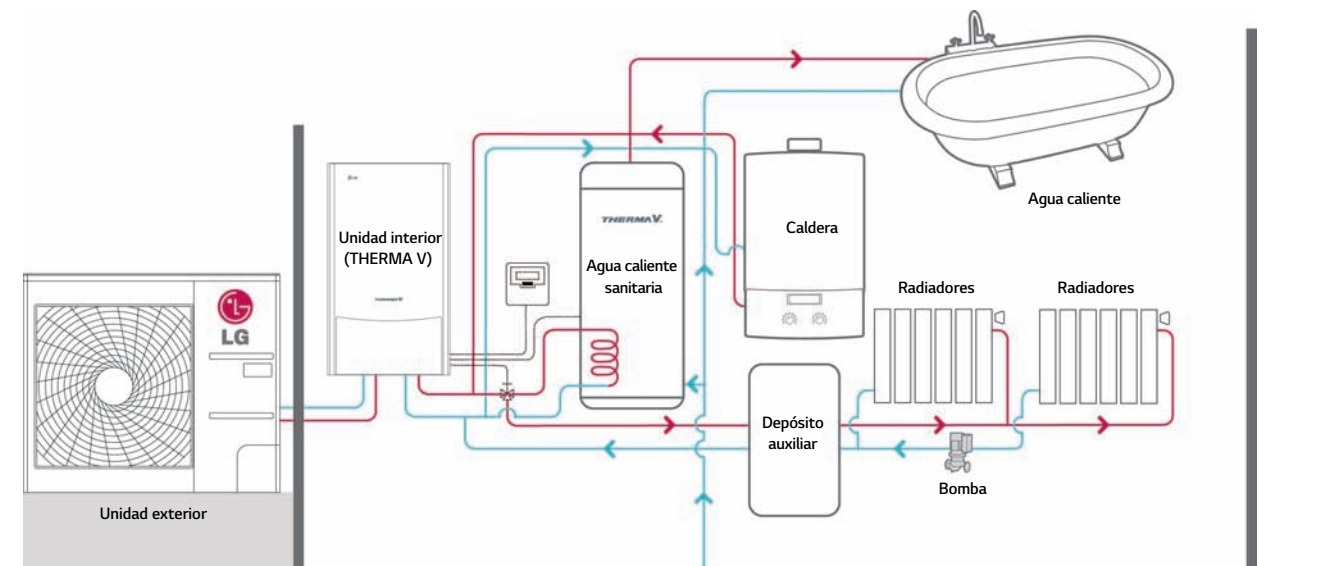 Agua caliente
THERMA V.
Unidad interior
(THERMA V)
Caldera
Agua caliente
sanitaria
Radiadores
Radiadores
LG
Depósito
auxiliar
Bomba
Unidad exterior